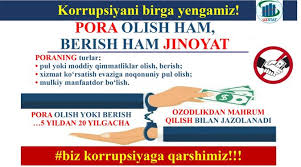 Korrupsiyani birga yengamiz!
PORA OLISH HAM,
BERISH HAM JINOYAT
PORANING turlar;
• pul yoki moddiy qinmatliklar olish, berish;
• xizmat ko‘rsatish evaziga noqonuniy pul olish;
• mulkiy manfaatdor bo‘lish.
PORA OLISH YOKI BERISH
...5 YILDAN 20 YILGACHA
OZODLIKDAN MAHRUM
QILISH BILAN JAZOLANADI
#biz korrupsiyaga qarshimiz!!!